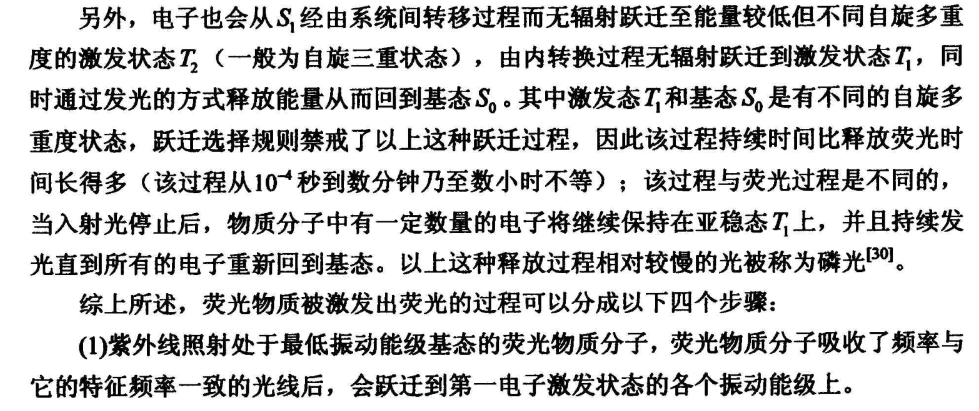 另外，电子也会从S₁经由系统间转移过程而无辐射跃迁至能量较低但不同自旋多重
度的激发状态T₂（一般为自旋三重状态），由内转换过程无辐射跃迁到激发状态T₁，同
时通过发光的方式释放能量从而回到基态S₀。其中激发态T₁和基态S₀是有不同的自旋多
重度状态，跃迁选择规则禁戒了以上这种跃迁过程，因此该过程持续时间比释放荧光时
间长得多（该过程从10⁻⁴秒到数分钟乃至数小时不等）；该过程与荧光过程是不同的，
当入射光停止后，物质分子中有一定数量的电子将继续保持在亚稳态T₁上，并且持续发
光直到所有的电子重新回到基态。以上这种释放过程相对较慢的光被称为磷光[30]。
综上所述，荧光物质被激发出荧光的过程可以分成以下四个步骤：
(1)紫外线照射处于最低振动能级基态的荧光物质分子，荧光物质分子吸收了频率与
它的特征频率一致的光线后，会跃迁到第一电子激发状态的各个振动能级上。